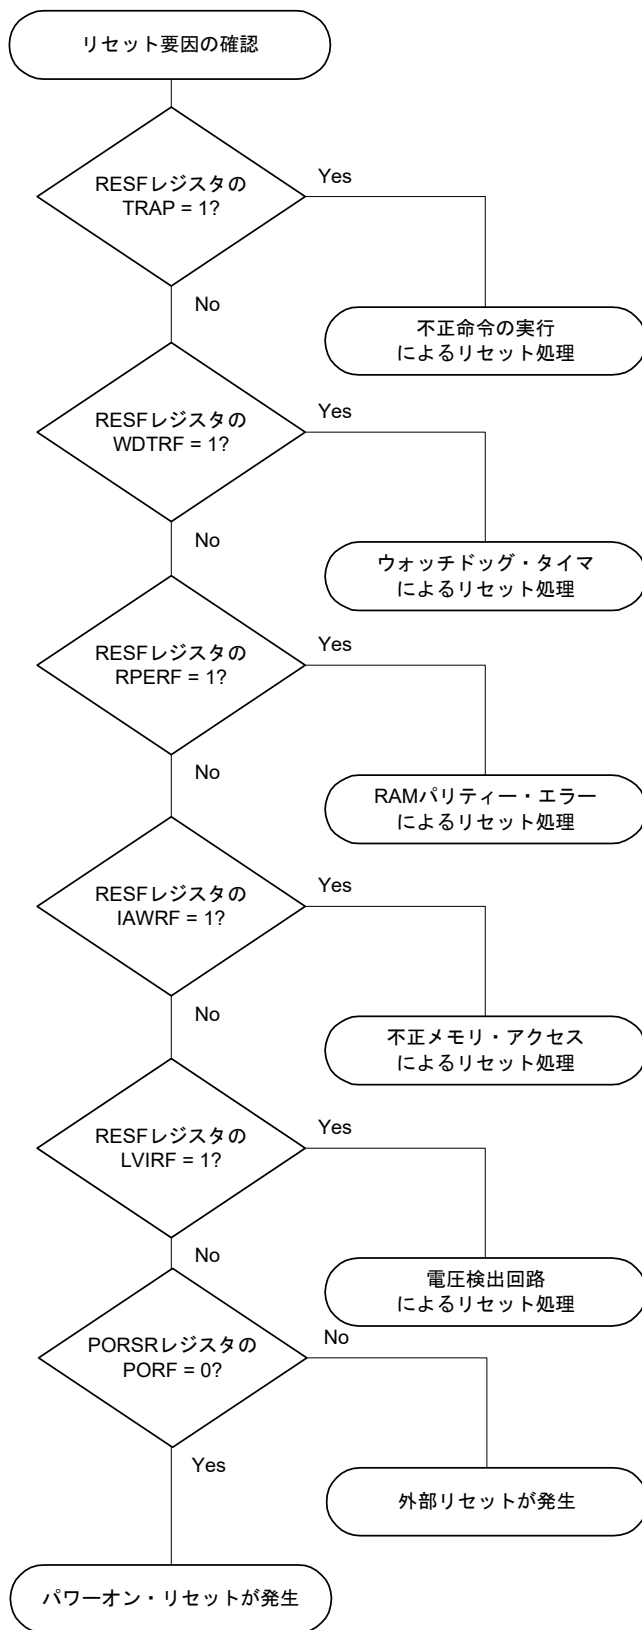 リセット要因の確認
RESFレジスタの
TRAP = 1?
Yes
No
不正命令の実行
によるリセット処理
RESFレジスタの
WDTRF = 1?
Yes
No
ウォッチドッグ・タイマ
によるリセット処理
RESFレジスタの
RPERF = 1?
Yes
No
RAMパリティー・エラー
によるリセット処理
RESFレジスタの
IAWRF = 1?
Yes
No
不正メモリ・アクセス
によるリセット処理
RESFレジスタの
LVIRF = 1?
Yes
No
電圧検出回路
によるリセット処理
PORSRレジスタの
PORF = 0?
No
Yes
外部リセットが発生
パワーオン・リセットが発生